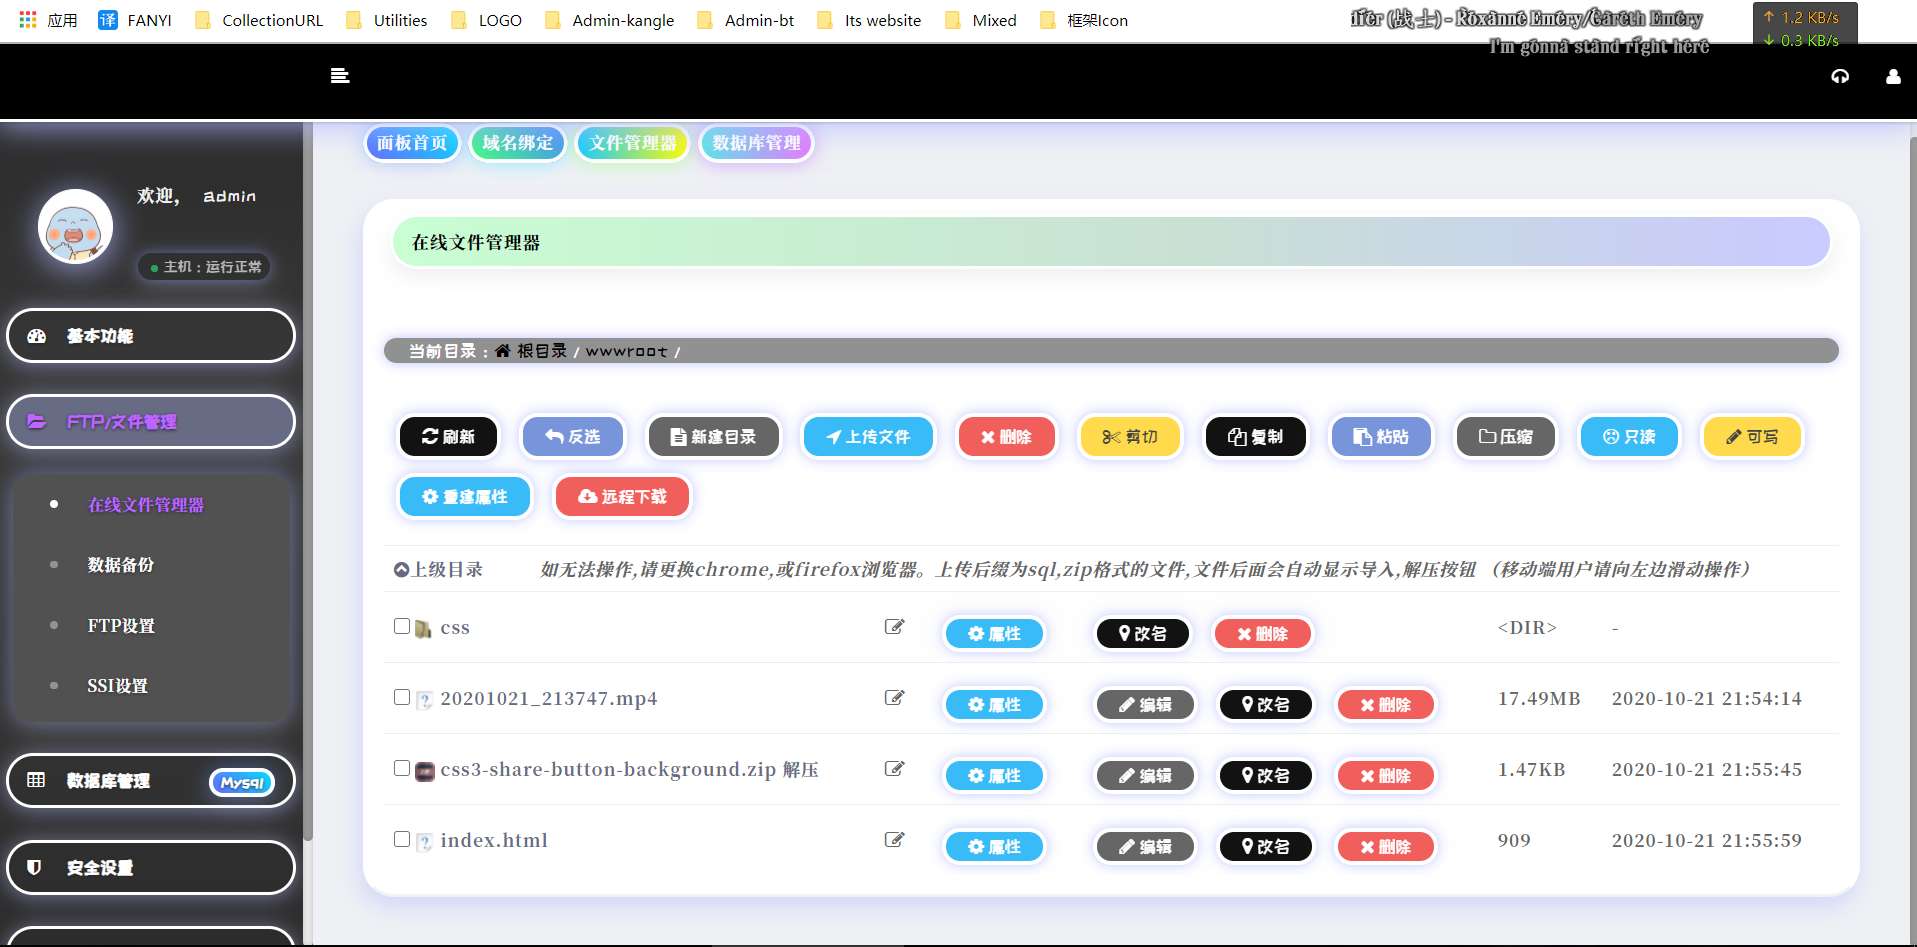 应用 译 FANYI CollectionURL Utilities LOGO Admin-kangle Admin-bt Its website Mixed 框架Icon
(战士) - Roxanne Emery/Gareth Emery
I'm gonna stand right here
↑ 1.2 KB/s
↓ 0.3 KB/s
面板首页 域名绑定 文件管理器 数据库管理
欢迎, admin
主机 : 运行正常
基本功能
FTP/文件管理
在线文件管理器
数据备份
FTP设置
SSI设置
数据库管理 Mysql
安全设置
在线文件管理器
当前目录 : 根目录 / wwwroot /
刷新 反选 新建目录 上传文件 删除 剪切 复制 粘贴 压缩 只读 可写
重建属性 远程下载
上级目录 如无法操作,请更换chrome,或firefox浏览器。上传后缀为sql,zip格式的文件,文件后面会自动显示导入,解压按钮 （移动端用户请向左边滑动操作）
css 属性 改名 删除 <DIR> -
20201021_213747.mp4 属性 编辑 改名 删除 17.49MB 2020-10-21 21:54:14
css3-share-button-background.zip 解压 属性 编辑 改名 删除 1.47KB 2020-10-21 21:55:45
index.html 属性 编辑 改名 删除 909 2020-10-21 21:55:59